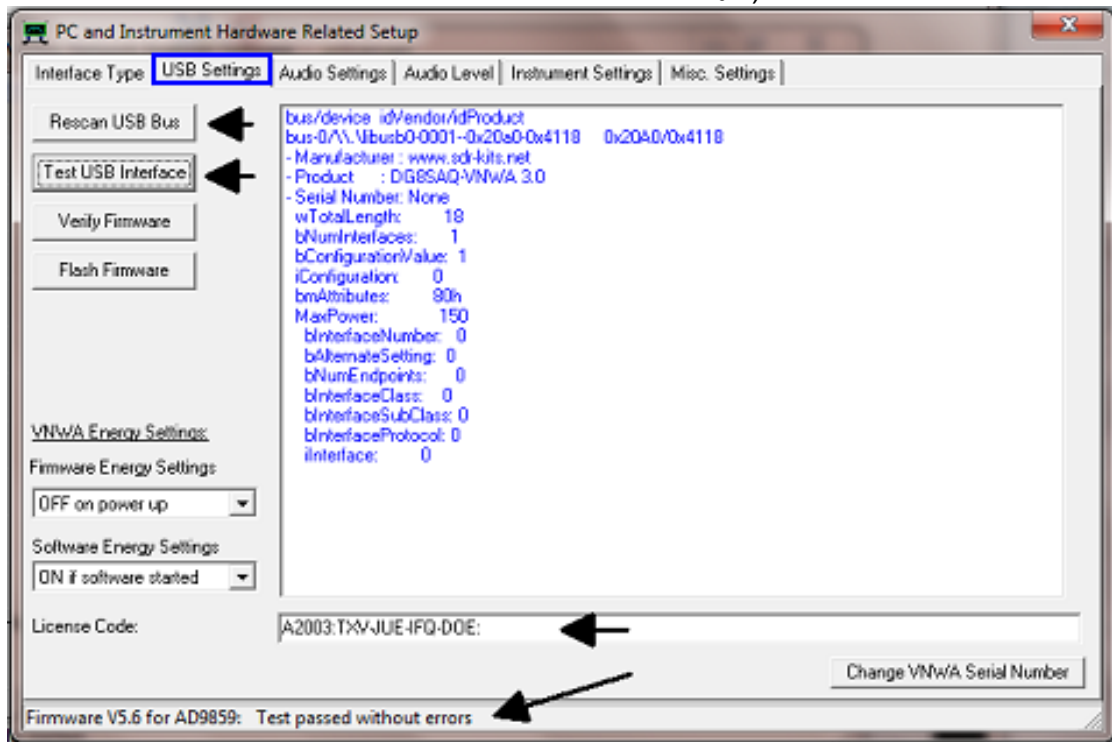 PC and Instrument Hardware Related Setup
Interface Type USB Settings Audio Settings Audio Level Instrument Settings Misc. Settings
Rescan USB Bus
Test USB Interface
Verify Firmware
Flash Firmware
bus/device idVendor/idProduct
bus-0/\\.\libusb0-0001--0x20a0-0x4118 0x20A0/0x4118
- Manufacturer : www.sdr-kits.net
- Product : DG8SAQ-VNWA 3.0
- Serial Number: None
wTotalLength: 18
bNumInterfaces: 1
bConfigurationValue: 1
iConfiguration: 0
bmAttributes: 80h
MaxPower: 150
bInterfaceNumber: 0
bAlternateSetting: 0
bNumEndpoints: 0
bInterfaceClass: 0
bInterfaceSubClass: 0
bInterfaceProtocol: 0
iInterface: 0
VNWA Energy Settings:
Firmware Energy Settings
OFF on power up
Software Energy Settings
ON if software started
License Code: A2003:TXV-JUE-IFQ-DOE:
Change VNWA Serial Number
Firmware V5.6 for AD9859: Test passed without errors